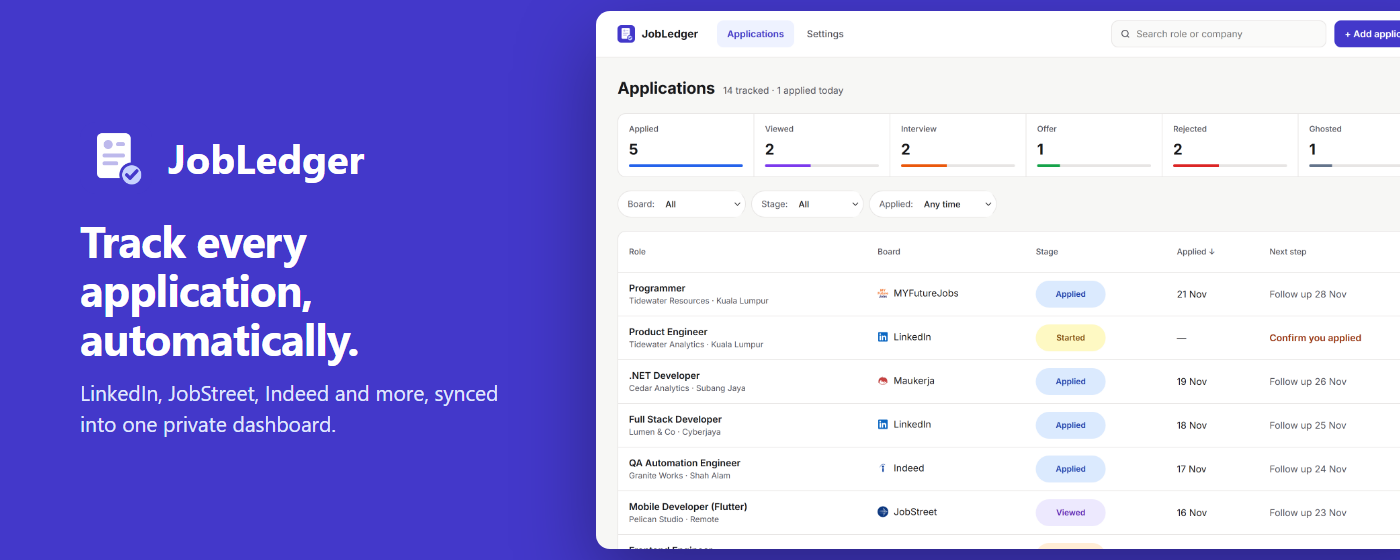 JobLedger
Track every
application,
automatically.
LinkedIn, JobStreet, Indeed and more, synced
into one private dashboard.
JobLedger Applications Settings Search role or company + Add applic
Applications 14 tracked · 1 applied today
Applied Viewed Interview Offer Rejected Ghosted
5 2 2 1 2 1
Board: All Stage: All Applied: Any time
Role Board Stage Applied ↓ Next step
Programmer
Tidewater Resources · Kuala Lumpur
MYFutureJobs Applied 21 Nov Follow up 28 Nov
Product Engineer
Tidewater Analytics · Kuala Lumpur
LinkedIn Started — Confirm you applied
.NET Developer
Cedar Analytics · Subang Jaya
Maukerja Applied 19 Nov Follow up 26 Nov
Full Stack Developer
Lumen & Co · Cyberjaya
LinkedIn Applied 18 Nov Follow up 25 Nov
QA Automation Engineer
Granite Works · Shah Alam
Indeed Applied 17 Nov Follow up 24 Nov
Mobile Developer (Flutter)
Pelican Studio · Remote
JobStreet Viewed 16 Nov Follow up 23 Nov